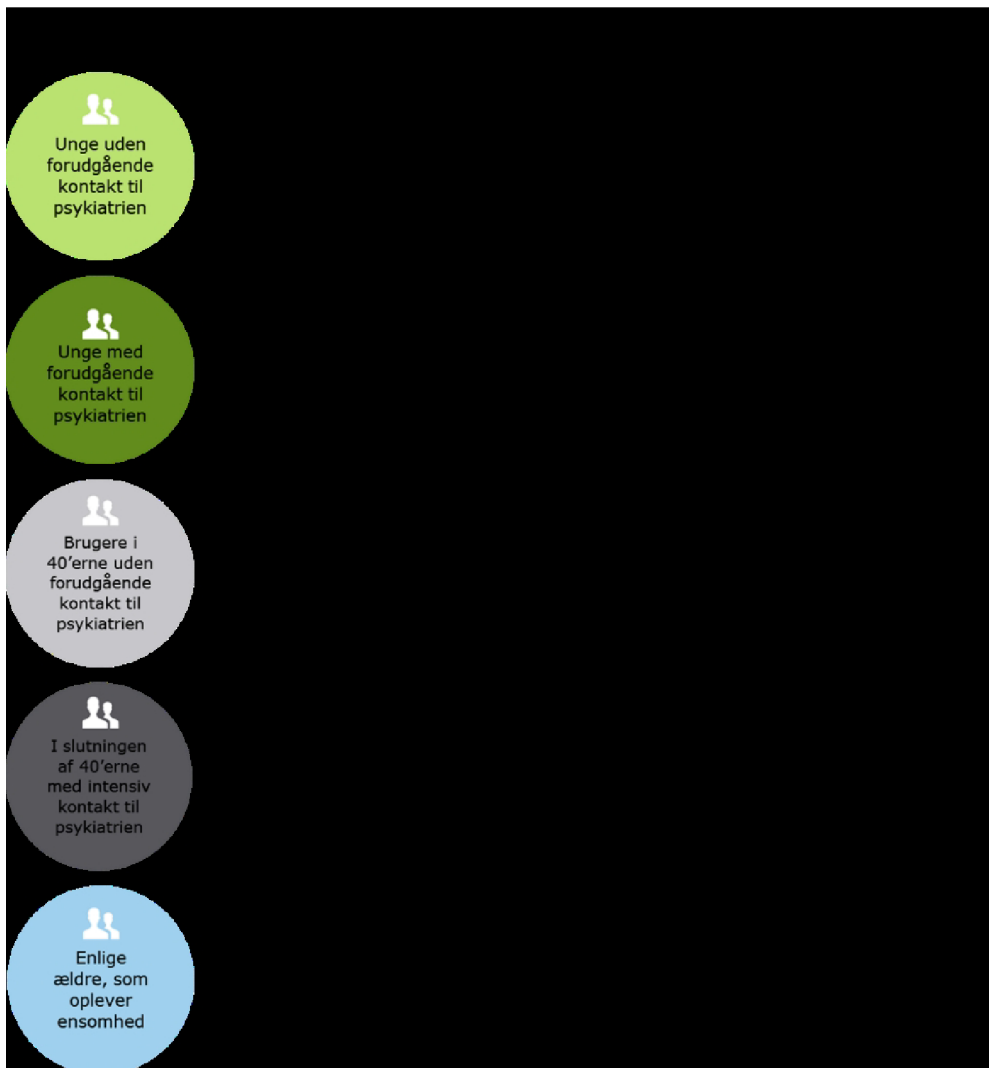 Unge uden
forudgående
kontakt til
psykiatrien
Unge med
forudgående
kontakt til
psykiatrien
Brugere i
40’erne uden
forudgående
kontakt til
psykiatrien
I slutningen
af 40’erne
med intensiv
kontakt til
psykiatrien
Enlige
ældre, som
oplever
ensomhed